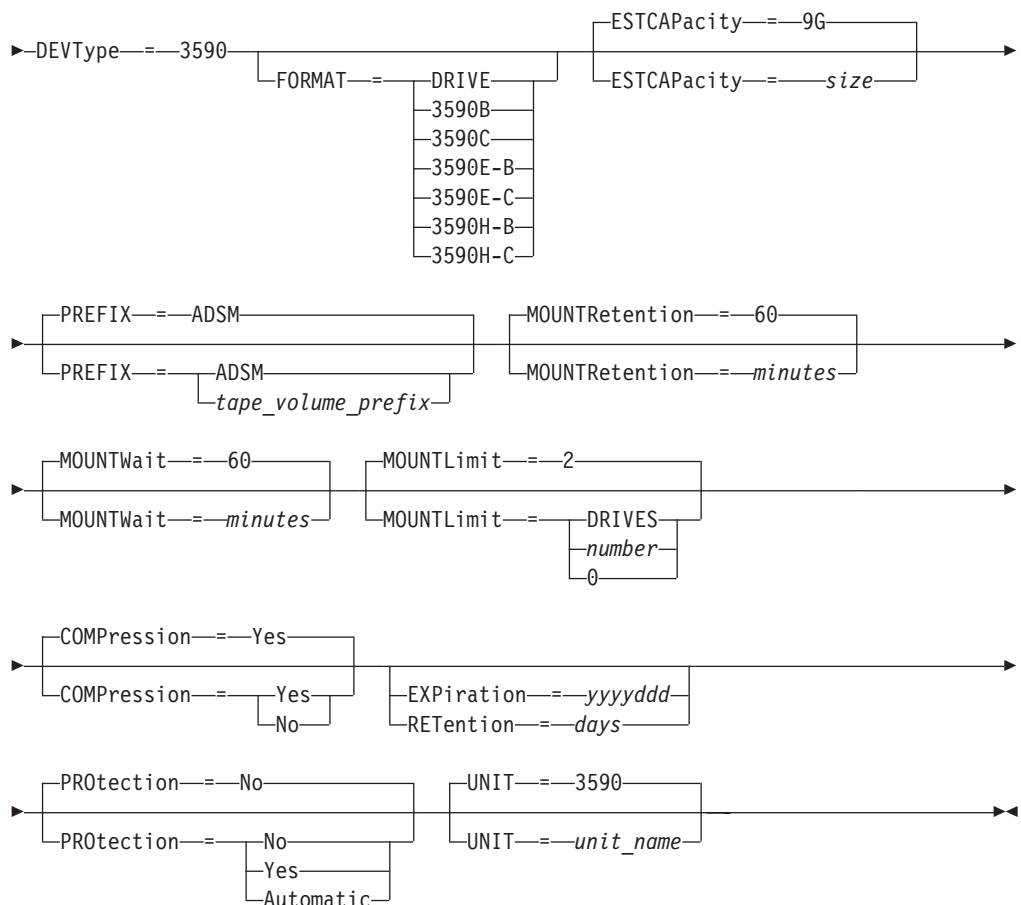 ESTCAPacity = 9G
DEVType = 3590
FORMAT = DRIVE
ESTCAPacity = size
3590B
3590C
3590E-B
3590E-C
3590H-B
3590H-C
PREFIX = ADSM
MOUNTRetention = 60
PREFIX = ADSM
MOUNTRetention = minutes
tape_volume_prefix
MOUNTWait = 60
MOUNTLimit = 2
MOUNTWait = minutes
MOUNTLimit = DRIVES
number
0
COMPression = Yes
COMPression = Yes
EXPiration = yyyyddd
No
RETention = days
PROtection = No
UNIT = 3590
PROtection = No
UNIT = unit_name
Yes
Automatic